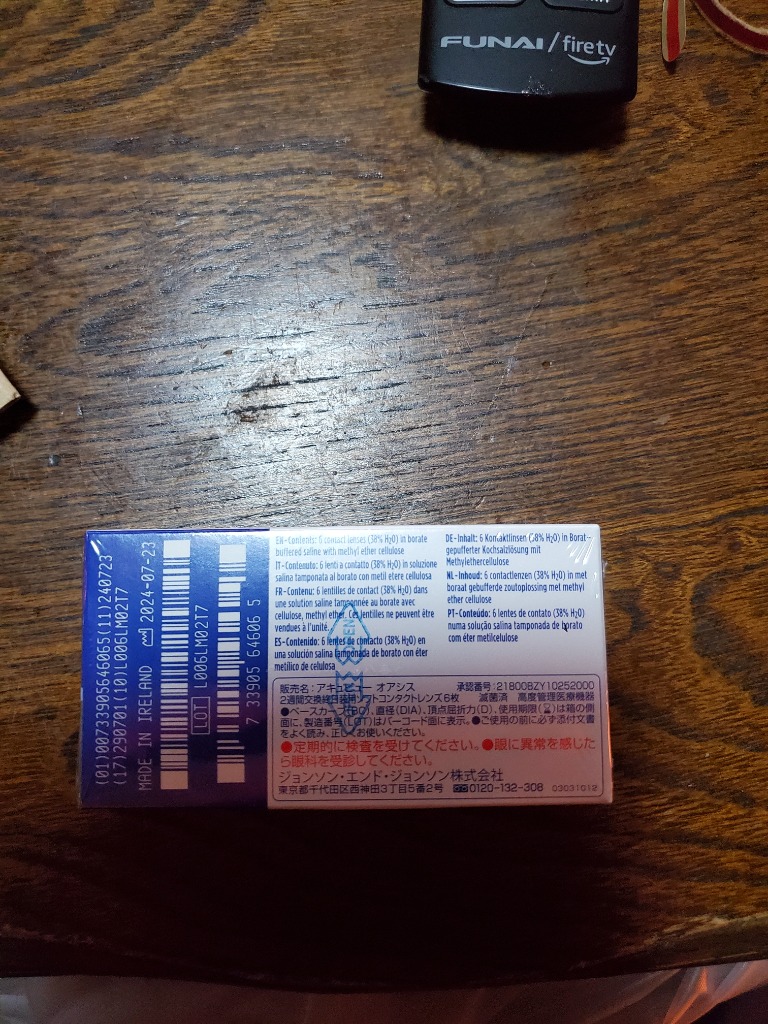 FUNAI / fire tv
(01)00733905646065(11)240723
(17)290701(10)L006LM02T7
MADE IN IRELAND 2024-07-23
LOT L006LM02T7
7 33905 64606 5
EN-Contents: 6 contact lenses (38% H₂O) in borate
buffered saline with methyl ether cellulose
IT-Contenuto: 6 lenti a contatto (38% H₂O) in soluzione
salina tamponata al borato con metil etere cellulosa
FR-Contenu: 6 lentilles de contact (38% H₂O) dans
une solution saline tamponnée au borate avec
cellulose, methyl ether. Ces lentilles ne peuvent être
vendues à l'unité.
ES-Contenido: 6 lentes de contacto (38% H₂O) en
una solución salina tamponada de borato con éter
metílico de celulosa
DE-Inhalt: 6 Kontaktlinsen (38% H₂O) in Borat-
gepufferter Kochsalzlösung mit
Methylethercellulose
NL-Inhoud: 6 contactlenzen (38% H₂O) in met
boraat gebufferde zoutoplossing met methyl
ether cellulose
PT-Conteúdo: 6 lentes de contato (38% H₂O)
numa solução salina tamponada de borato
com éter metilcelulose
販売名:アキュビュー オアシス 承認番号:21800BZY10252000
2週間交換終日装用ソフトコンタクトレンズ6枚 滅菌済 高度管理医療機器
●ベースカーブ(BC)、直径(DIA)、頂点屈折力(D)、使用期限(⌛)は箱の側
面に、製造番号(LOT)はバーコード面に表示。●ご使用の前に必ず添付文書
をよく読み、正しくお使いください。
●定期的に検査を受けてください。●眼に異常を感じた
ら眼科を受診してください。
ジョンソン・エンド・ジョンソン株式会社
東京都千代田区西神田3丁目5番2号 0120-132-308 03031012